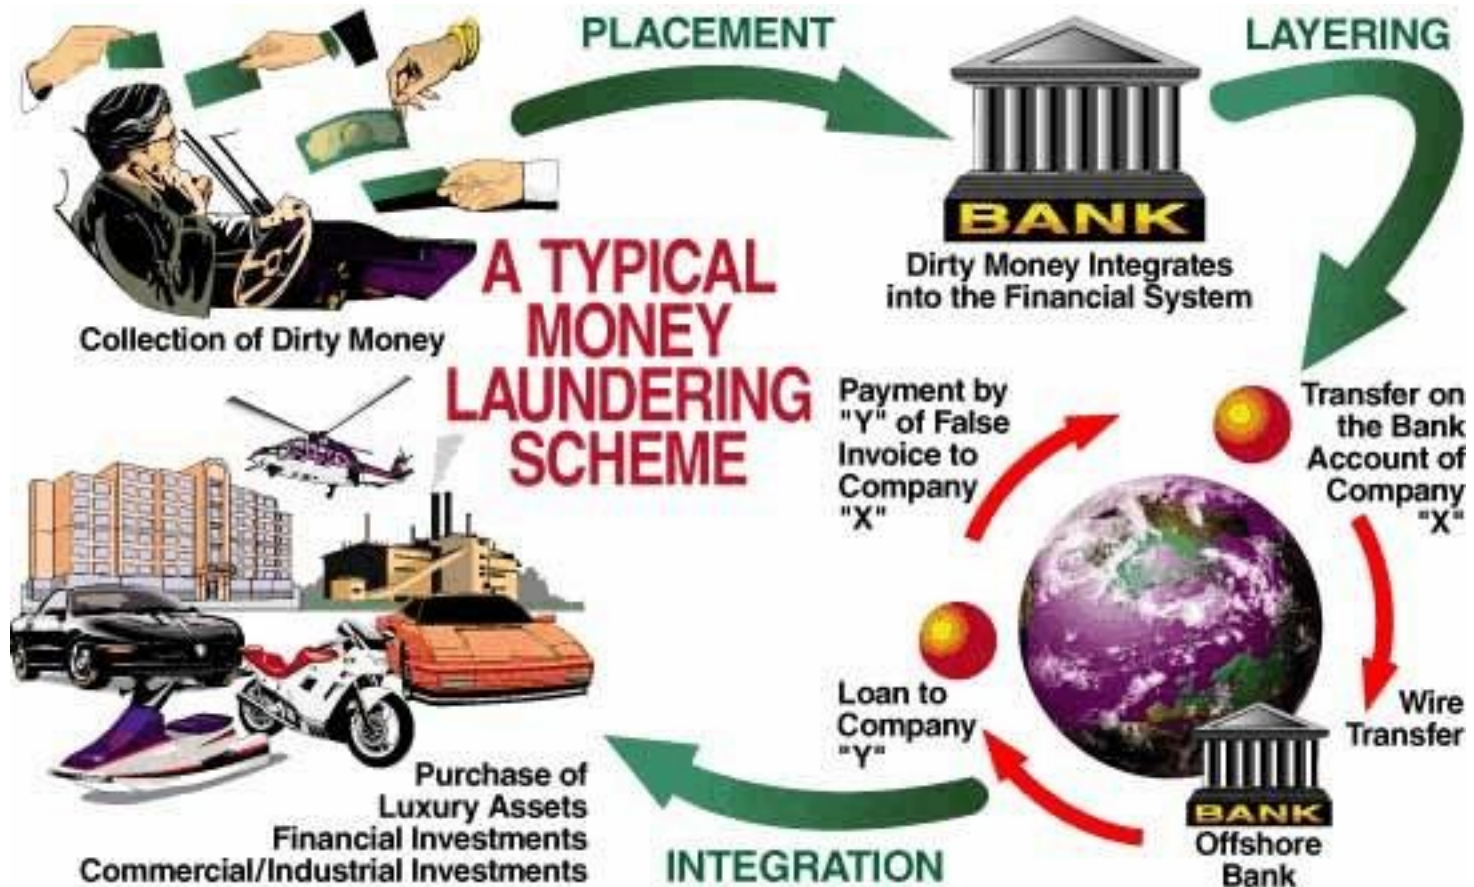 PLACEMENT
LAYERING
BANK
Dirty Money Integrates
into the Financial System
Collection of Dirty Money
A TYPICAL
MONEY
LAUNDERING
SCHEME
Payment by
"Y" of False
Invoice to
Company
"X"
Transfer on
the Bank
Account of
Company
"X"
Wire
Transfer
Loan to
Company
"Y"
BANK
Offshore
Bank
Purchase of
Luxury Assets
Financial Investments
Commercial/Industrial Investments
INTEGRATION